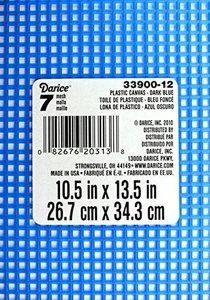 Darice
33900-12
7 mesh
malla
maille
PLASTIC CANVAS - DARK BLUE
TOILE DE PLASTIQUE - BLEU FONCÉ
LONA DE PLASTICO - AZUL OSCURO
© DARICE, INC. 2010
DISTRIBUTED BY
DISTRIBUÉ PAR
DISTRIBUIDO POR
DARICE, INC.
13000 DARICE PKWY,
STRONGSVILLE, OH 44149 • WWW.DARICE.COM
MADE IN USA • FABRIQUÉ EN É.U. • FABRICADO EN EE.UU.
0 82676 20313 8
10.5 in x 13.5 in
26.7 cm x 34.3 cm